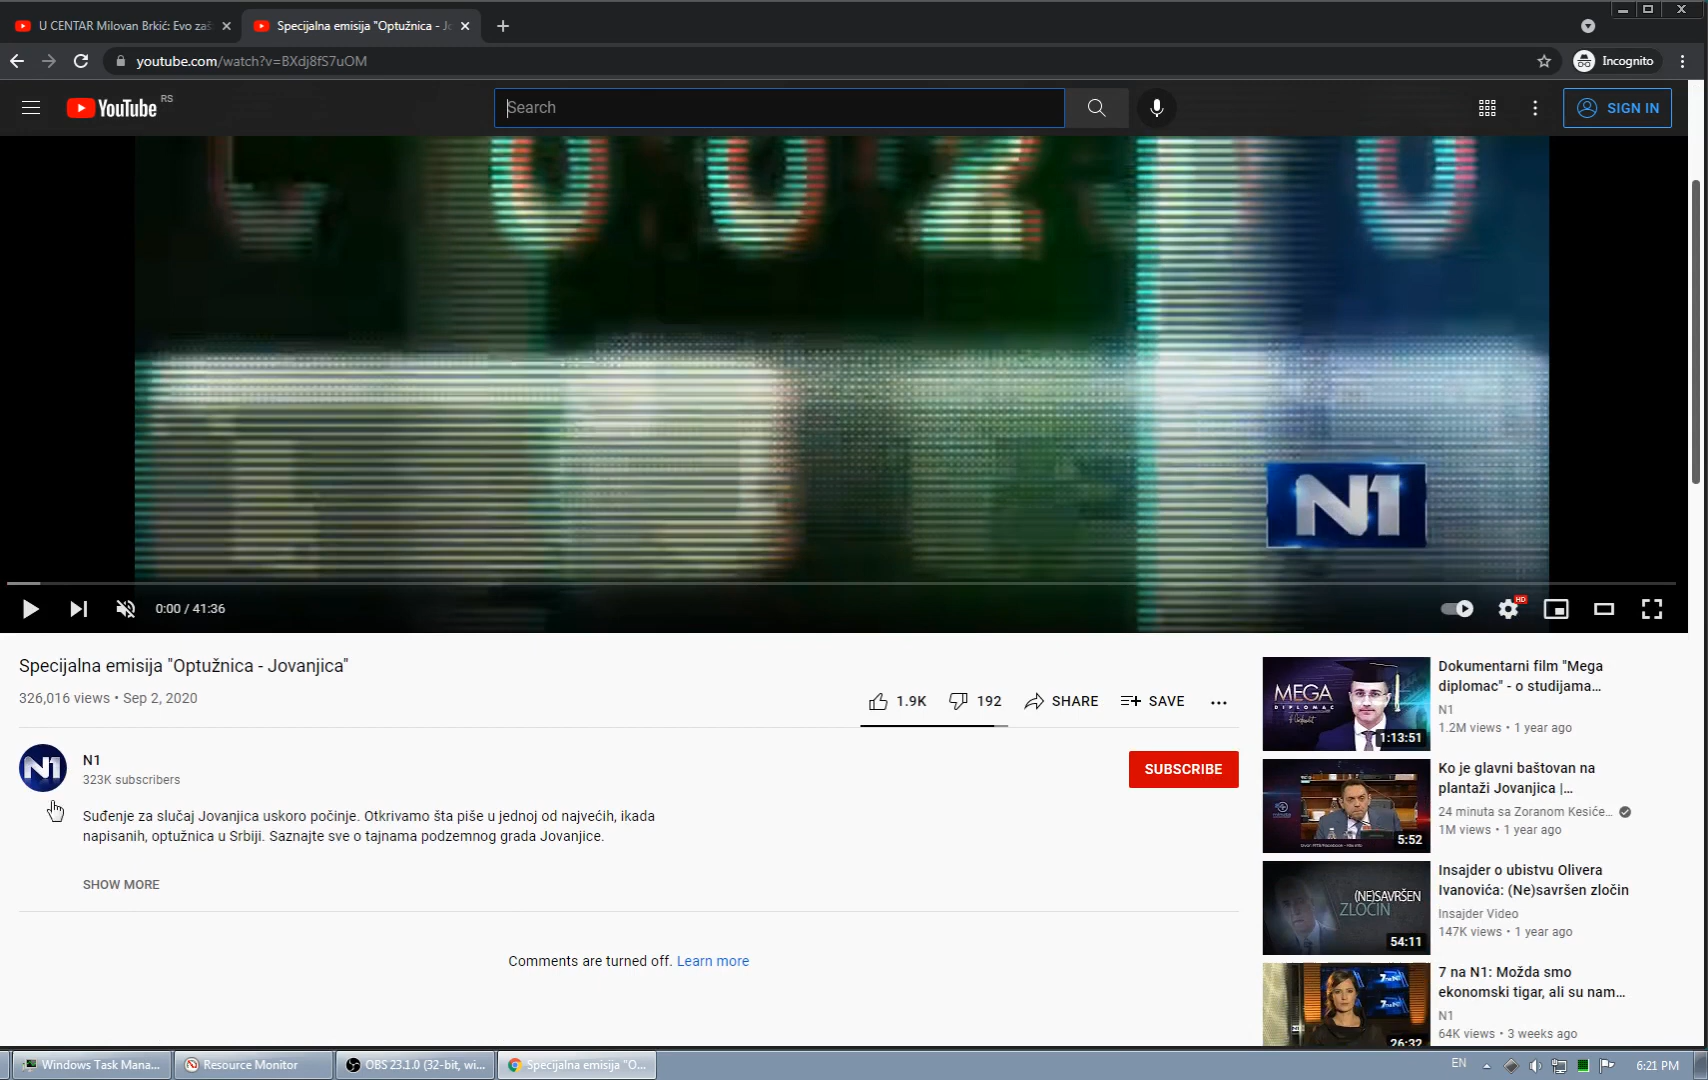 U CENTAR Milovan Brkić: Evo zaš
Specijalna emisija "Optužnica - Jo
youtube.com/watch?v=BXdj8fS7uOM
Incognito
YouTube RS
Search
SIGN IN
N1
0:00 / 41:36
HD
Specijalna emisija "Optužnica - Jovanjica"
326,016 views • Sep 2, 2020
1.9K
192
SHARE
SAVE
N1
N1
323K subscribers
SUBSCRIBE
Suđenje za slučaj Jovanjica uskoro počinje. Otkrivamo šta piše u jednoj od najvećih, ikada
napisanih, optužnica u Srbiji. Saznajte sve o tajnama podzemnog grada Jovanjice.
SHOW MORE
Comments are turned off. Learn more
MEGA
DIPLOMAC
1:13:51
Dokumentarni film "Mega
diplomac" - o studijama...
N1
1.2M views • 1 year ago
5:52
Ko je glavni baštovan na
plantaži Jovanjica |...
24 minuta sa Zoranom Kesiće...
1M views • 1 year ago
(NE)SAVRŠEN
ZLOČIN
54:11
Insajder o ubistvu Olivera
Ivanovića: (Ne)savršen zločin
Insajder Video
147K views • 1 year ago
26:32
7 na N1: Možda smo
ekonomski tigar, ali su nam...
N1
64K views • 3 weeks ago
Windows Task Mana...
Resource Monitor
OBS 23.1.0 (32-bit, wi...
Specijalna emisija "O...
EN
6:21 PM